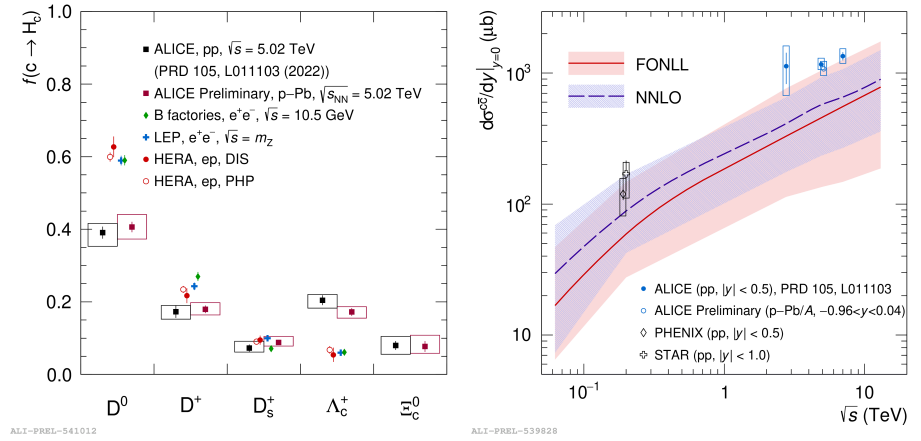 f(c → H_c)
1.0
0.8
0.6
0.4
0.2
0.0
ALICE, pp, √s = 5.02 TeV
(PRD 105, L011103 (2022))
ALICE Preliminary, p–Pb, √s_NN = 5.02 TeV
B factories, e⁺e⁻, √s = 10.5 GeV
LEP, e⁺e⁻, √s = m_Z
HERA, ep, DIS
HERA, ep, PHP
D⁰ D⁺ D_s⁺ Λ_c⁺ Ξ_c⁰
ALI-PREL-541012
dσ^cc̄/dy|_y=0 (μb)
10³
10²
10
FONLL
NNLO
ALICE (pp, |y| < 0.5), PRD 105, L011103
ALICE Preliminary (p–Pb/A, −0.96<y<0.04)
PHENIX (pp, |y| < 0.5)
STAR (pp, |y| < 1.0)
10⁻¹ 1 10
√s (TeV)
ALI-PREL-539828